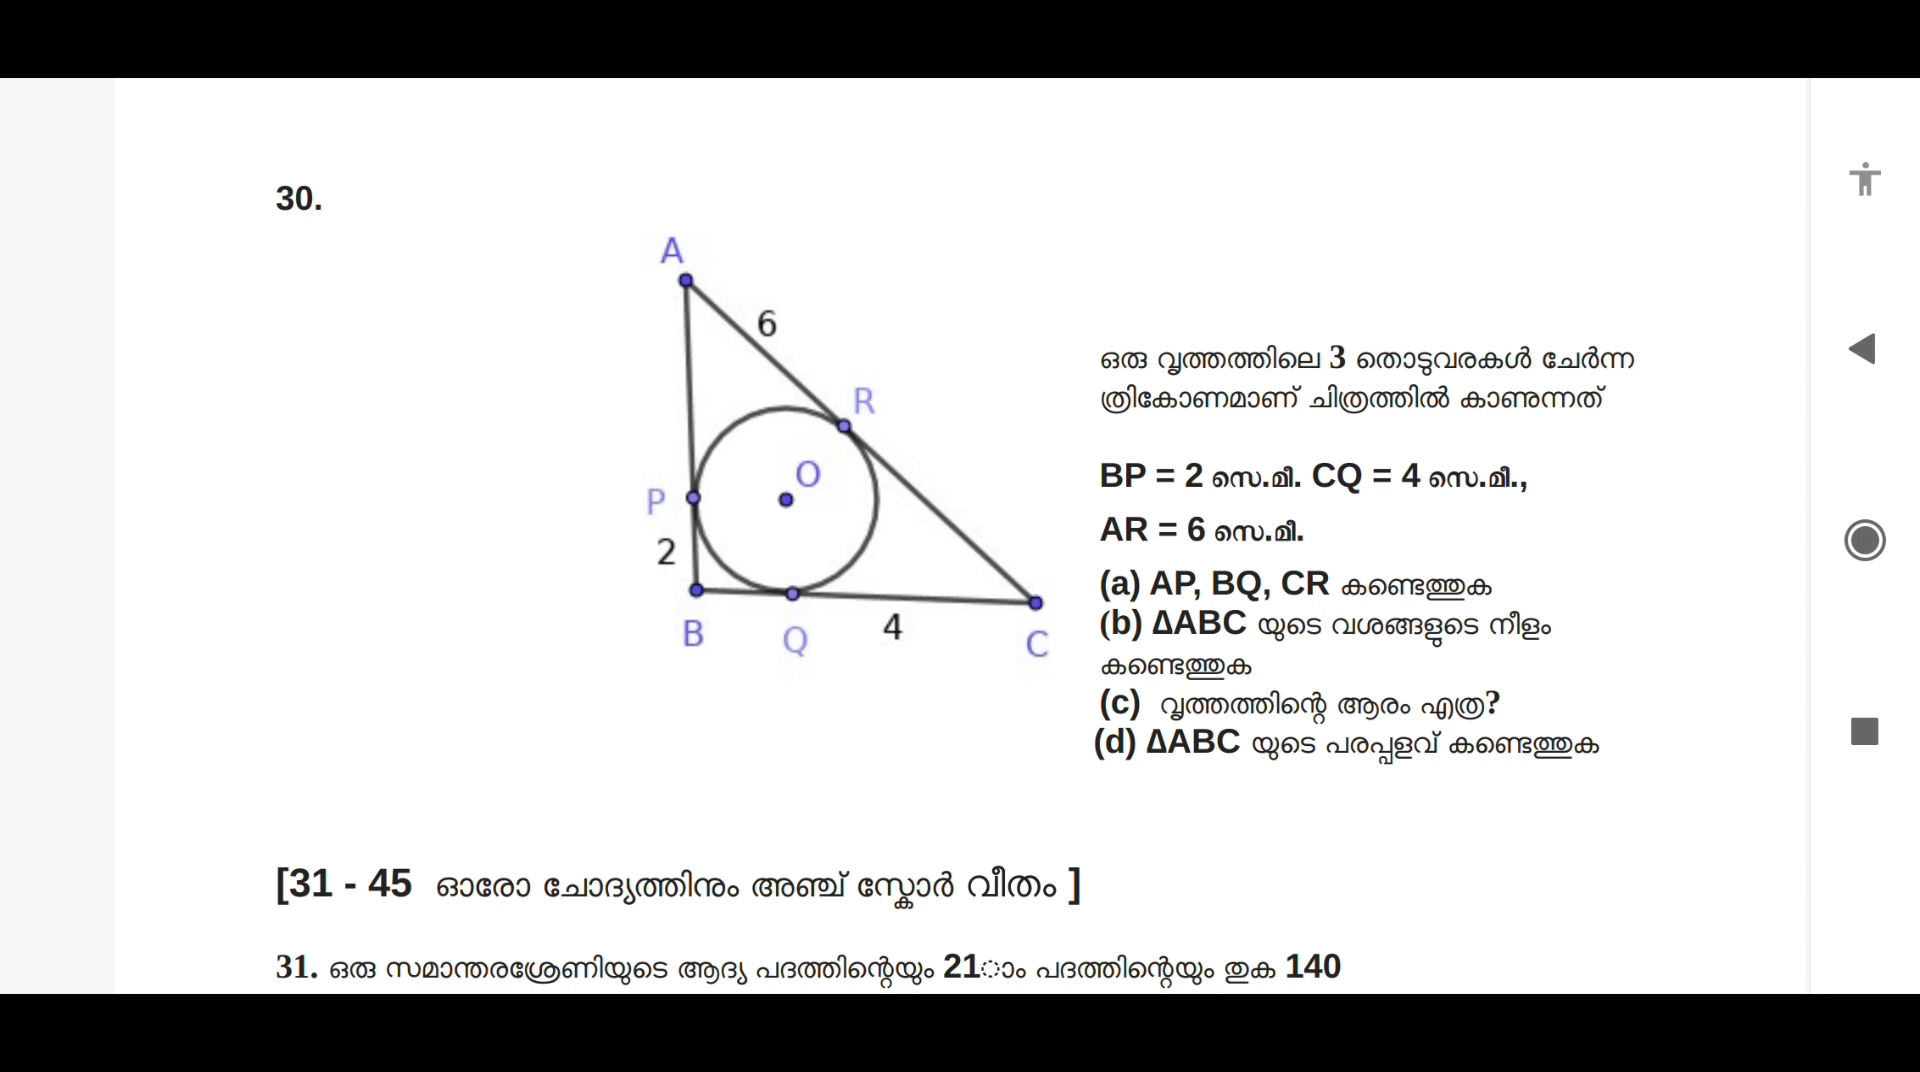 30.
A
6
R
O
P
2
B
Q
4
C
ഒരു വൃത്തത്തിലെ 3 തൊടുവരകൾ ചേർന്ന
ത്രികോണമാണ് ചിത്രത്തിൽ കാണുന്നത്
BP = 2 സെ.മീ. CQ = 4 സെ.മീ.,
AR = 6 സെ.മീ.
(a) AP, BQ, CR കണ്ടെത്തുക
(b) ΔABC യുടെ വശങ്ങളുടെ നീളം
കണ്ടെത്തുക
(c) വൃത്തത്തിന്റെ ആരം എത്ര?
(d) ΔABC യുടെ പരപ്പളവ് കണ്ടെത്തുക
[31 - 45 ഓരോ ചോദ്യത്തിനും അഞ്ച് സ്കോർ വീതം ]
31. ഒരു സമാന്തരശ്രേണിയുടെ ആദ്യ പദത്തിന്റെയും 21ാം പദത്തിന്റെയും തുക 140